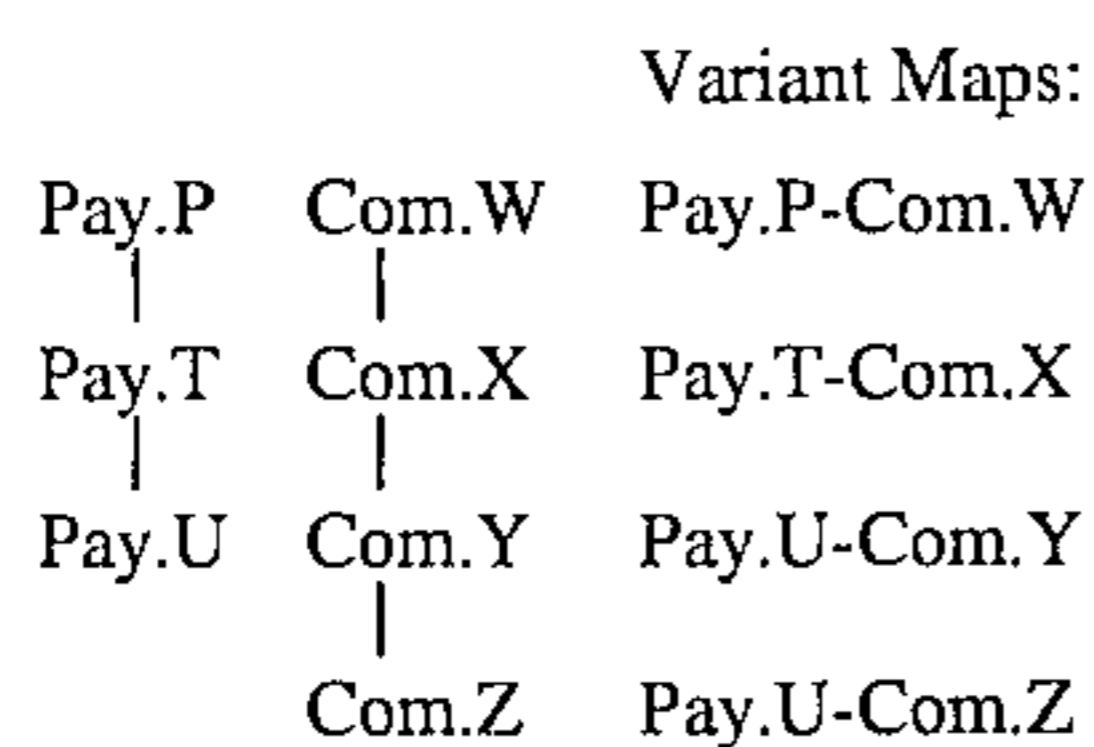 Variant Maps:
Pay.P Com.W Pay.P-Com.W
Pay.T Com.X Pay.T-Com.X
Pay.U Com.Y Pay.U-Com.Y
Com.Z Pay.U-Com.Z